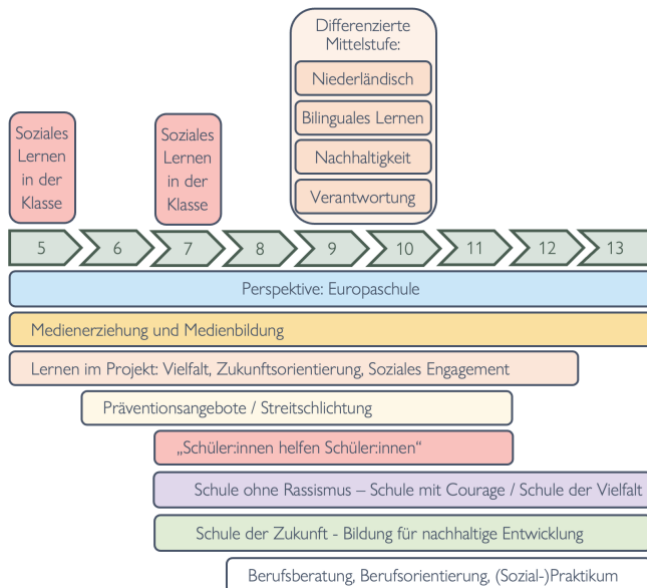 Differenzierte
Mittelstufe:
Niederländisch
Bilinguales Lernen
Nachhaltigkeit
Verantwortung
Soziales
Lernen
in der
Klasse
Soziales
Lernen
in der
Klasse
5 6 7 8 9 10 11 12 13
Perspektive: Europaschule
Medienerziehung und Medienbildung
Lernen im Projekt: Vielfalt, Zukunftsorientierung, Soziales Engagement
Präventionsangebote / Streitschlichtung
„Schüler:innen helfen Schüler:innen“
Schule ohne Rassismus – Schule mit Courage / Schule der Vielfalt
Schule der Zukunft - Bildung für nachhaltige Entwicklung
Berufsberatung, Berufsorientierung, (Sozial-)Praktikum